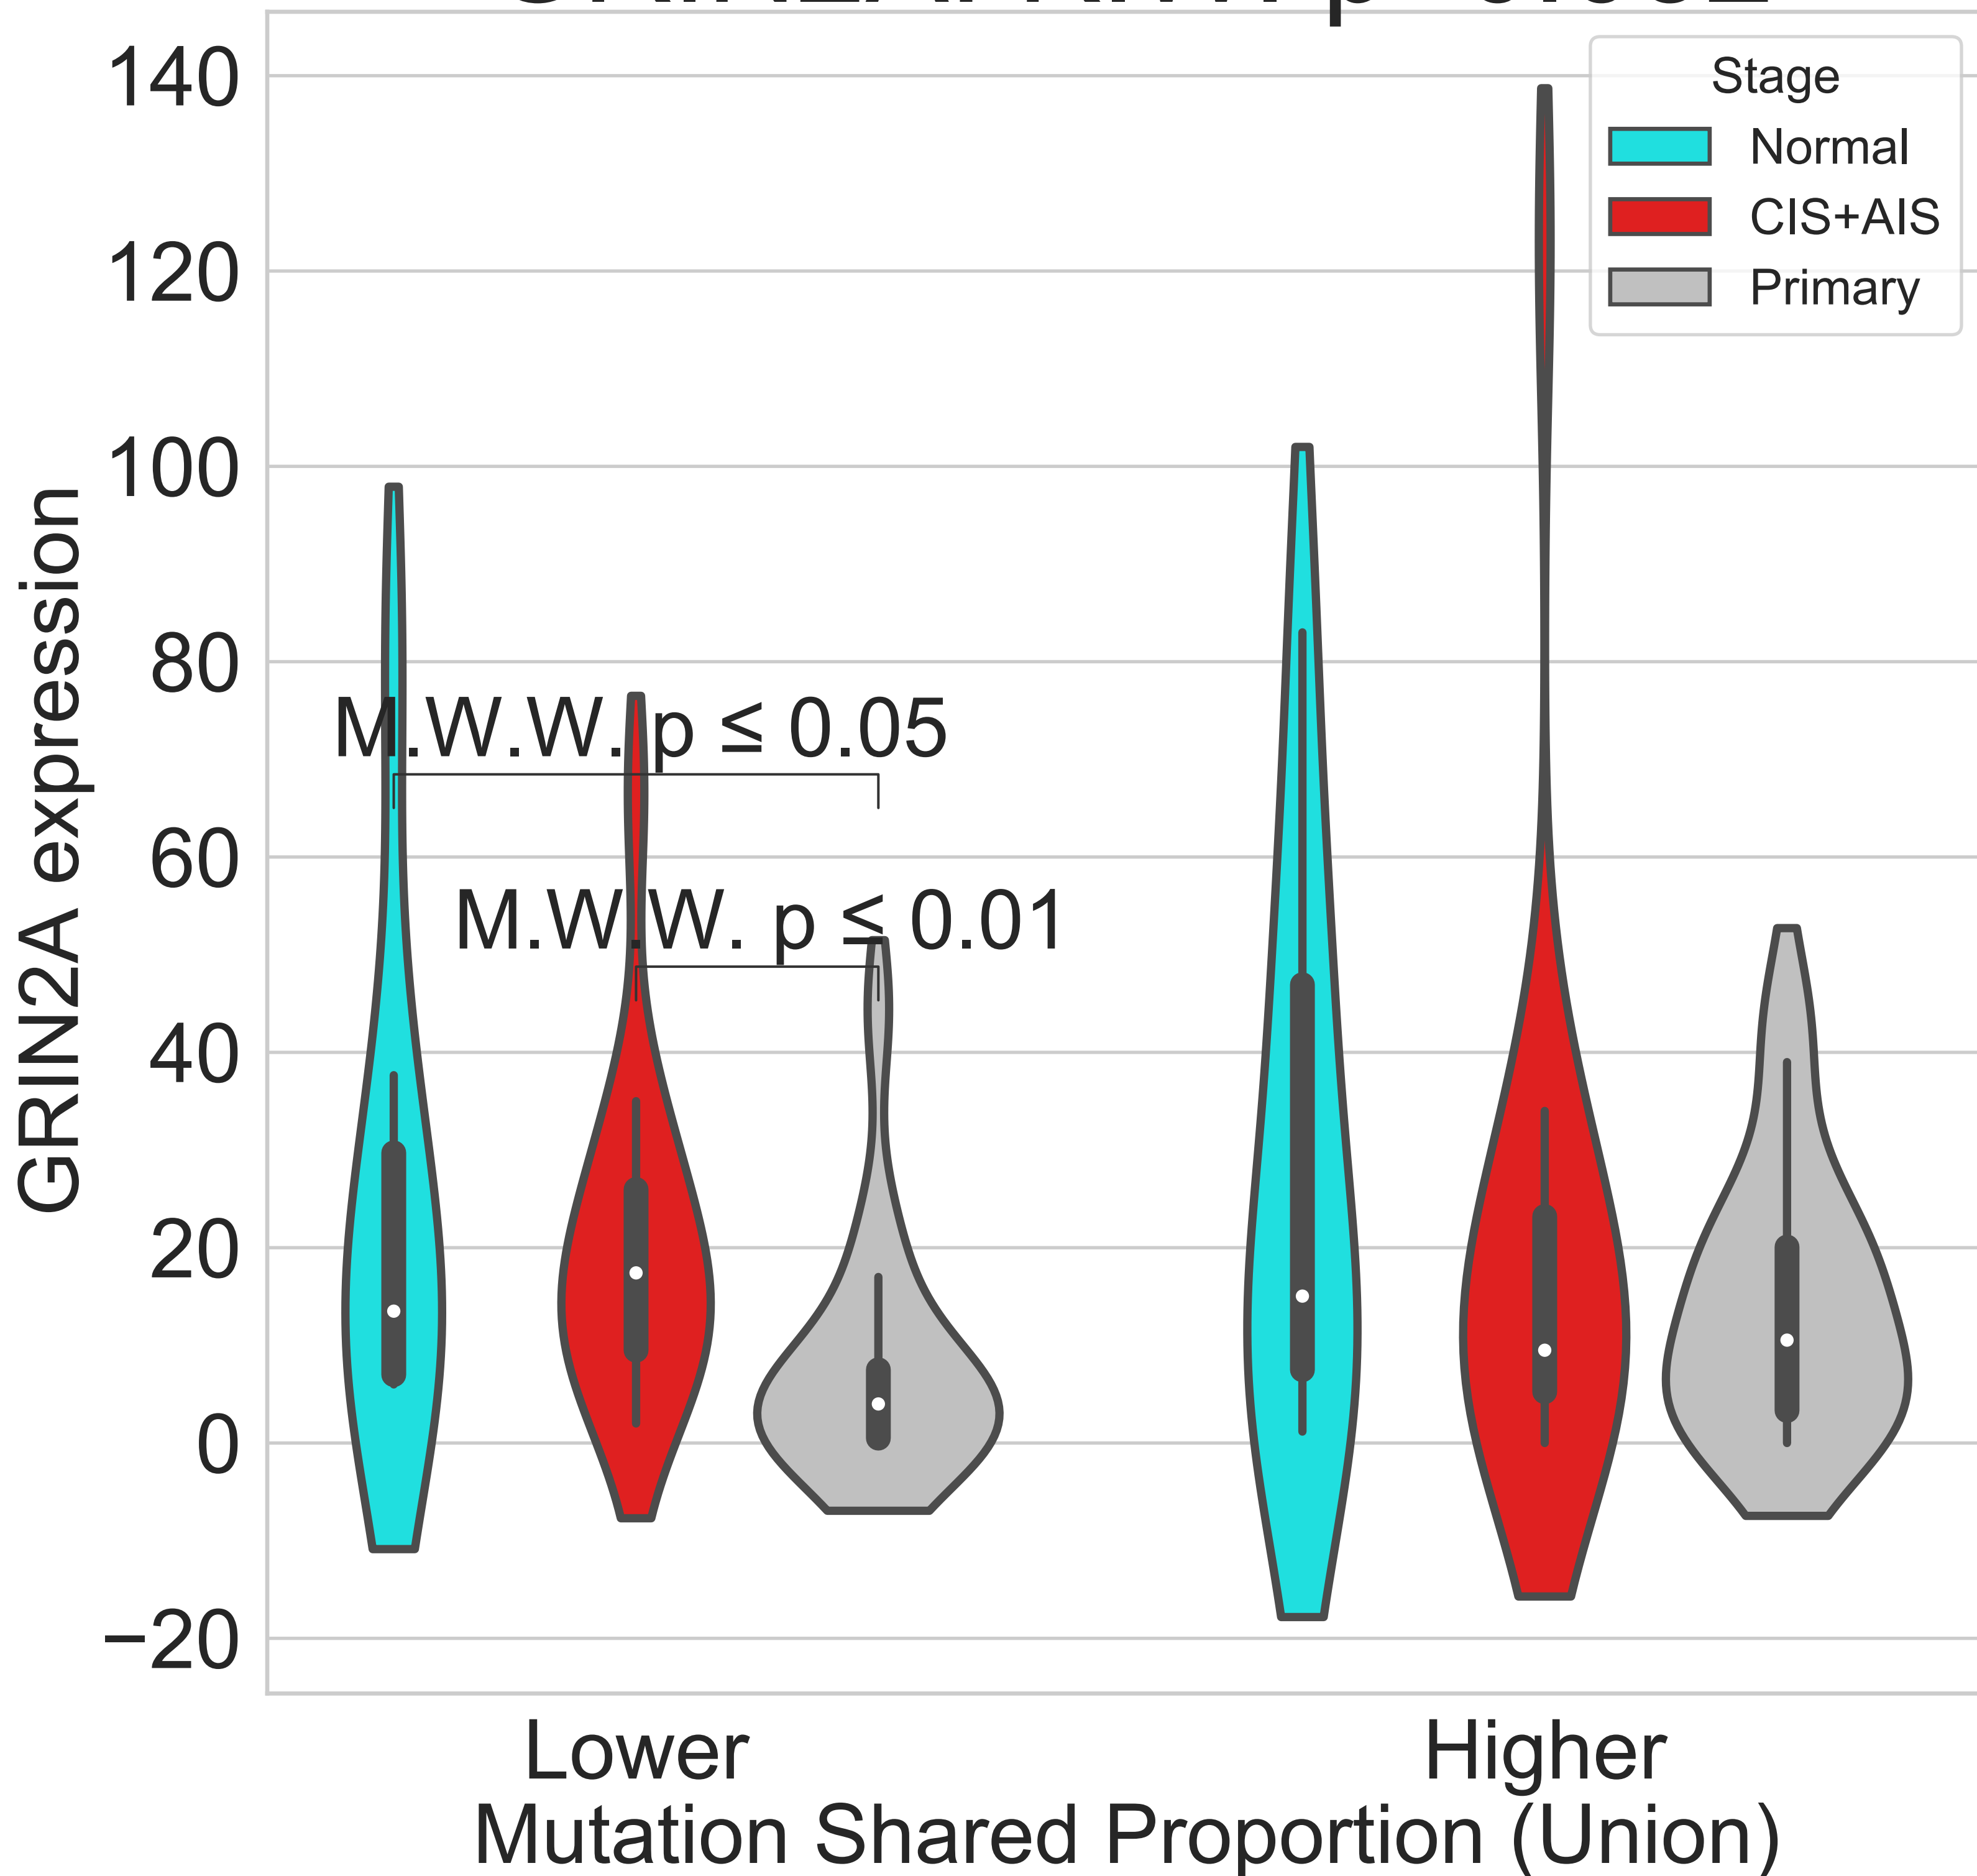 140
120
100
80
60
40
20
0
−20
GRIN2A expression
Stage
Normal
CIS+AIS
Primary
M.W.W. p ≤ 0.05
M.W.W. p ≤ 0.01
Lower
Higher
Mutation Shared Proportion (Union)